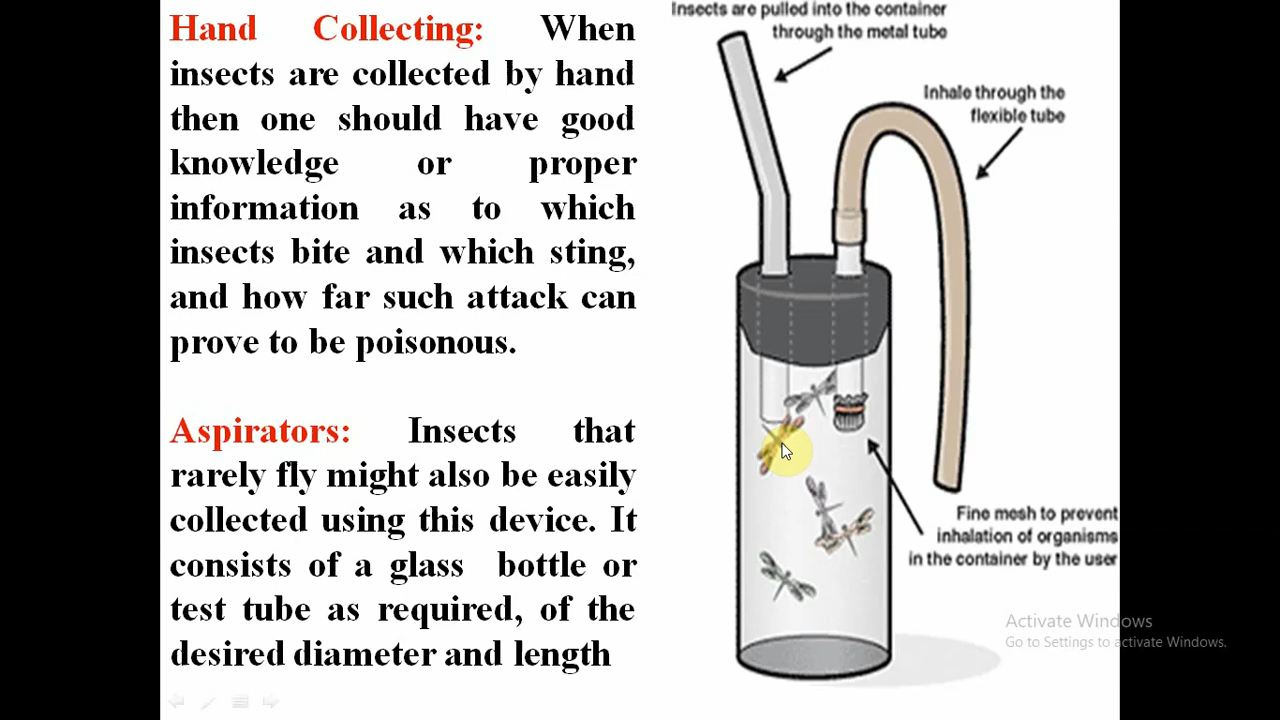 Hand Collecting: When
insects are collected by hand
then one should have good
knowledge or proper
information as to which
insects bite and which sting,
and how far such attack can
prove to be poisonous.
Aspirators: Insects that
rarely fly might also be easily
collected using this device. It
consists of a glass bottle or
test tube as required, of the
desired diameter and length
Insects are pulled into the container
through the metal tube
Inhale through the
flexible tube
Fine mesh to prevent
inhalation of organisms
in the container by the user
Activate Windows
Go to Settings to activate Windows.